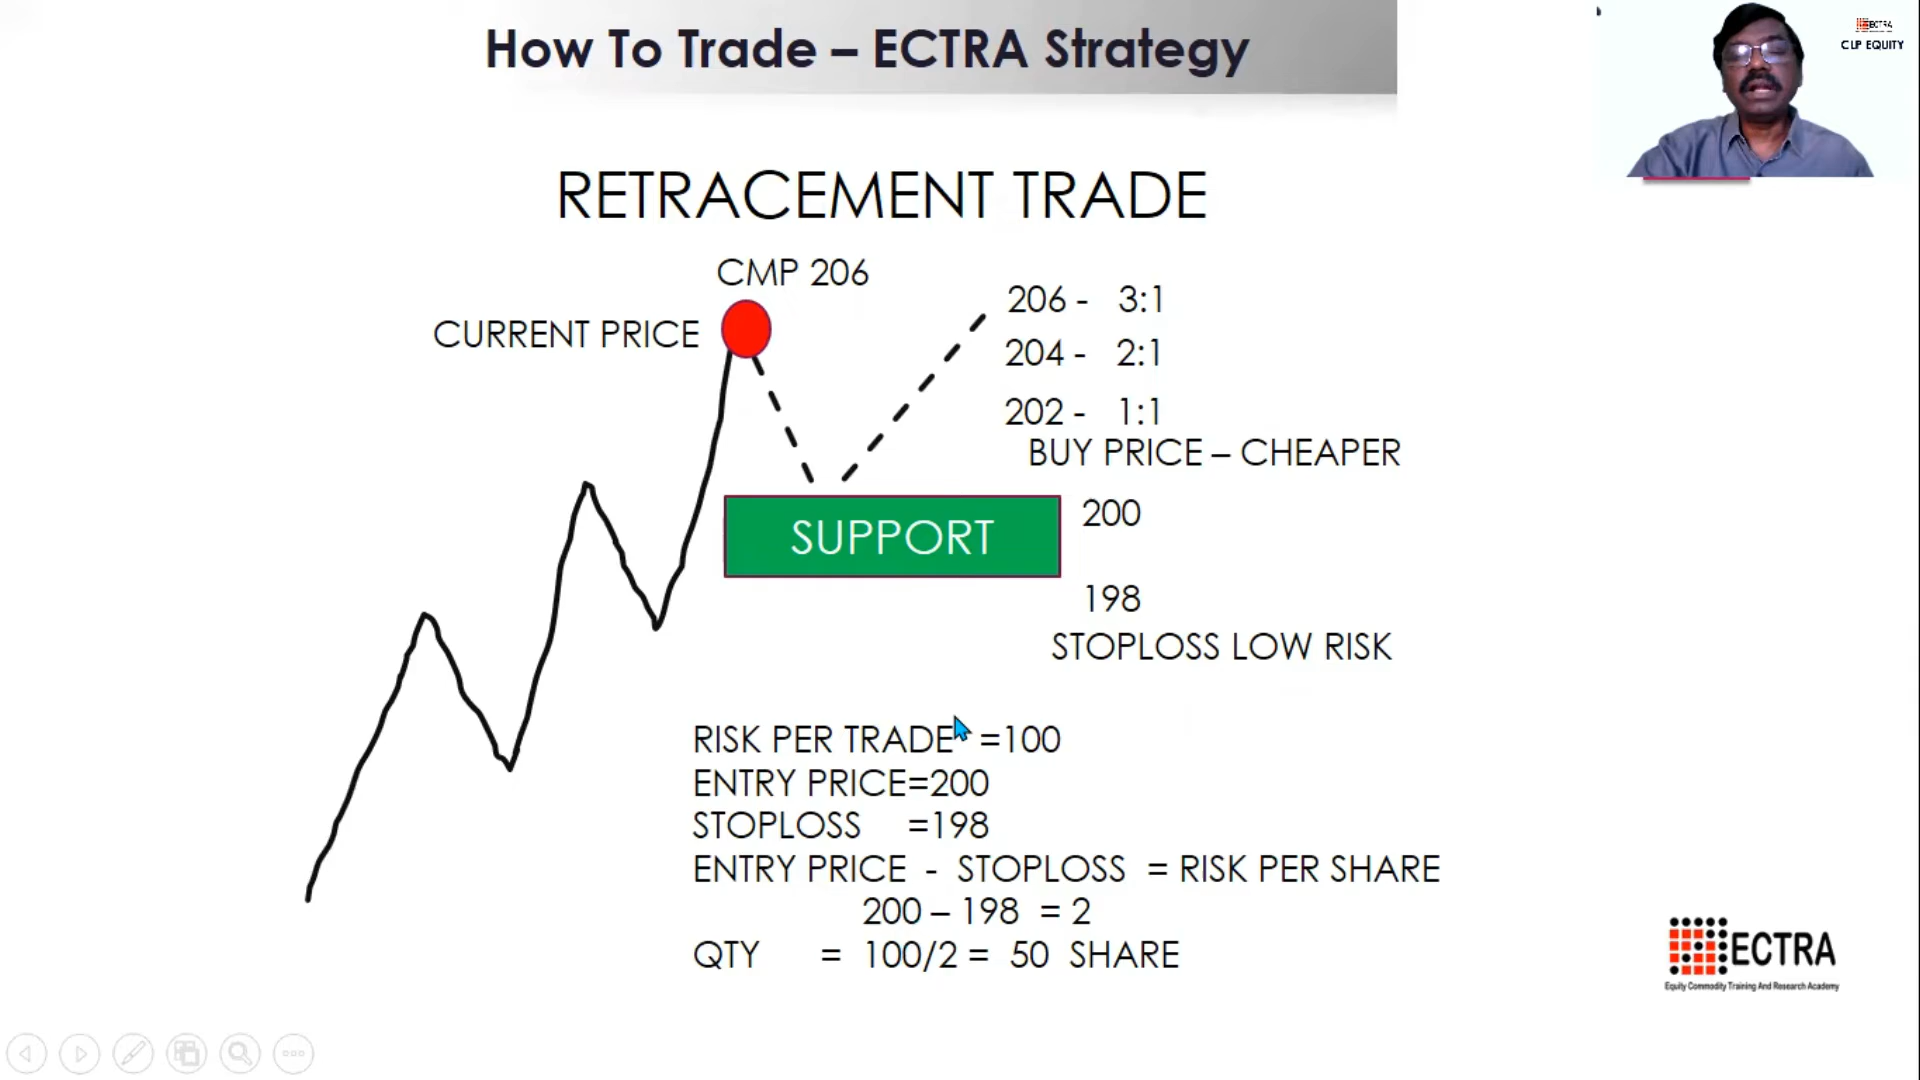 How To Trade – ECTRA Strategy
ECTRA
CLP EQUITY
RETRACEMENT TRADE
CMP 206
CURRENT PRICE
206 - 3:1
204 - 2:1
202 - 1:1
BUY PRICE – CHEAPER
SUPPORT
200
198
STOPLOSS LOW RISK
RISK PER TRADE =100
ENTRY PRICE=200
STOPLOSS =198
ENTRY PRICE - STOPLOSS = RISK PER SHARE
200 – 198 = 2
QTY = 100/2 = 50 SHARE
ECTRA
Equity Commodity Training And Research Academy